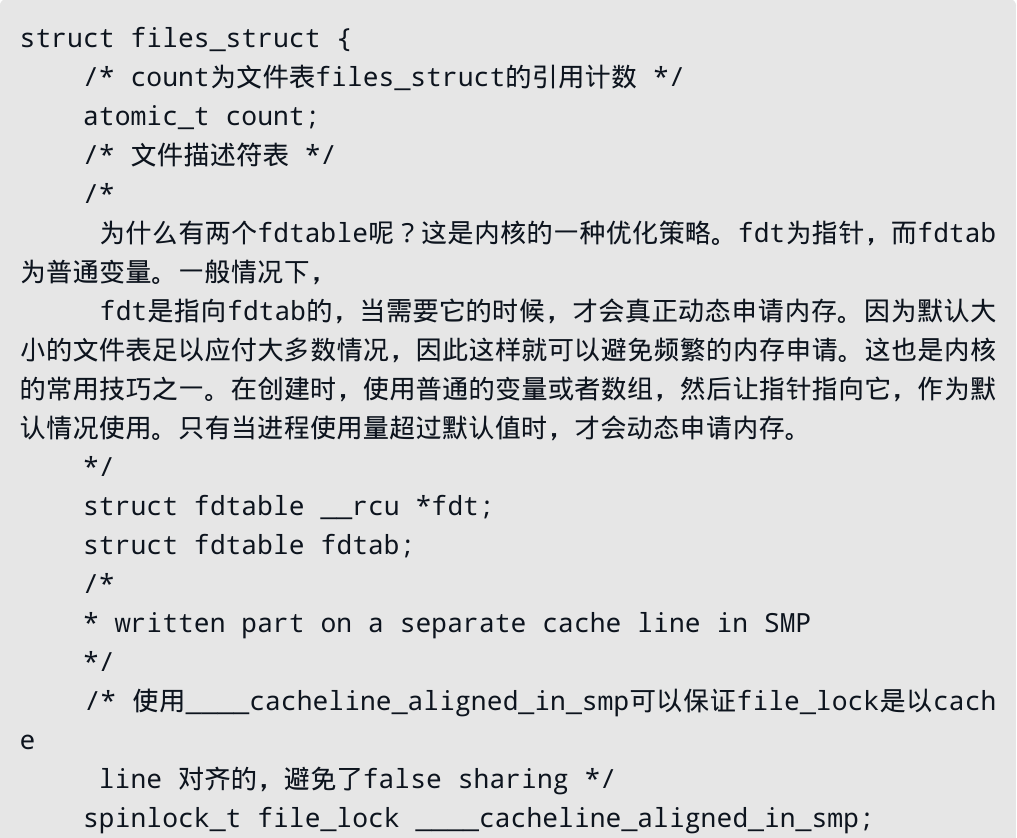 struct files_struct {
    /* count为文件表files_struct的引用计数 */
    atomic_t count;
    /* 文件描述符表 */
    /*
     为什么有两个fdtable呢？这是内核的一种优化策略。fdt为指针，而fdtab
为普通变量。一般情况下，
     fdt是指向fdtab的，当需要它的时候，才会真正动态申请内存。因为默认大
小的文件表足以应付大多数情况，因此这样就可以避免频繁的内存申请。这也是内核
的常用技巧之一。在创建时，使用普通的变量或者数组，然后让指针指向它，作为默
认情况使用。只有当进程使用量超过默认值时，才会动态申请内存。
    */
    struct fdtable __rcu *fdt;
    struct fdtable fdtab;
    /*
    * written part on a separate cache line in SMP
    */
    /* 使用____cacheline_aligned_in_smp可以保证file_lock是以cach
e
     line 对齐的，避免了false sharing */
    spinlock_t file_lock ____cacheline_aligned_in_smp;